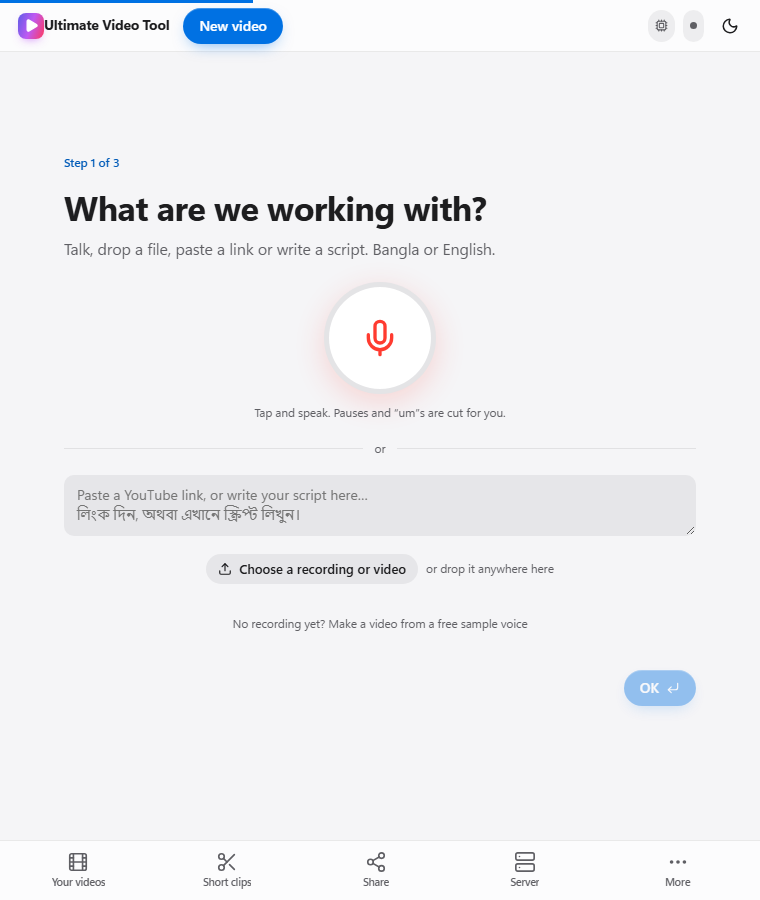 Ultimate Video Tool
New video
Step 1 of 3
What are we working with?
Talk, drop a file, paste a link or write a script. Bangla or English.
Tap and speak. Pauses and "um"s are cut for you.
or
Paste a YouTube link, or write your script here...
লিংক দিন, অথবা এখানে স্ক্রিপ্ট লিখুন।
Choose a recording or video
or drop it anywhere here
No recording yet? Make a video from a free sample voice
OK
Your videos
Short clips
Share
Server
More